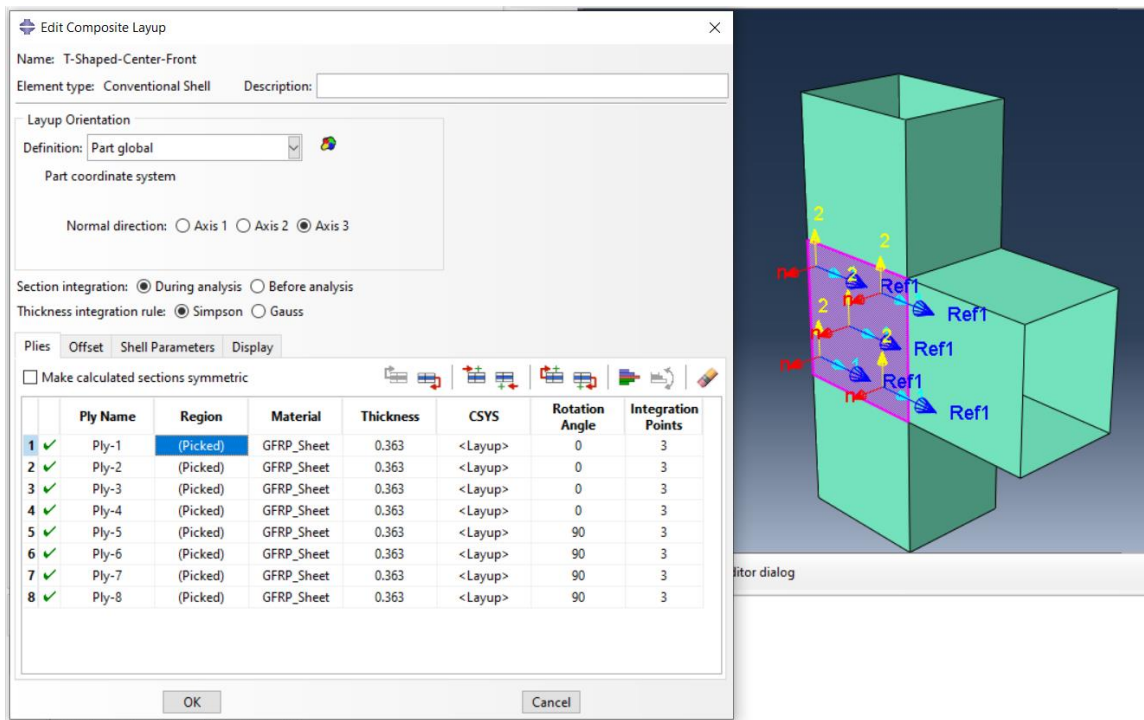 Edit Composite Layup
Name: T-Shaped-Center-Front
Element type: Conventional Shell Description:
Layup Orientation
Definition: Part global
Part coordinate system
Normal direction: Axis 1 Axis 2 Axis 3
Section integration: During analysis Before analysis
Thickness integration rule: Simpson Gauss
Plies Offset Shell Parameters Display
Make calculated sections symmetric
Ply Name Region Material Thickness CSYS Rotation Angle Integration Points
1 Ply-1 (Picked) GFRP_Sheet 0.363 <Layup> 0 3
2 Ply-2 (Picked) GFRP_Sheet 0.363 <Layup> 0 3
3 Ply-3 (Picked) GFRP_Sheet 0.363 <Layup> 0 3
4 Ply-4 (Picked) GFRP_Sheet 0.363 <Layup> 0 3
5 Ply-5 (Picked) GFRP_Sheet 0.363 <Layup> 90 3
6 Ply-6 (Picked) GFRP_Sheet 0.363 <Layup> 90 3
7 Ply-7 (Picked) GFRP_Sheet 0.363 <Layup> 90 3
8 Ply-8 (Picked) GFRP_Sheet 0.363 <Layup> 90 3
OK Cancel
2
2
n 2 Ref1
n Ref1
2 n 2 Ref1
n Ref1
n Ref1
ditor dialog